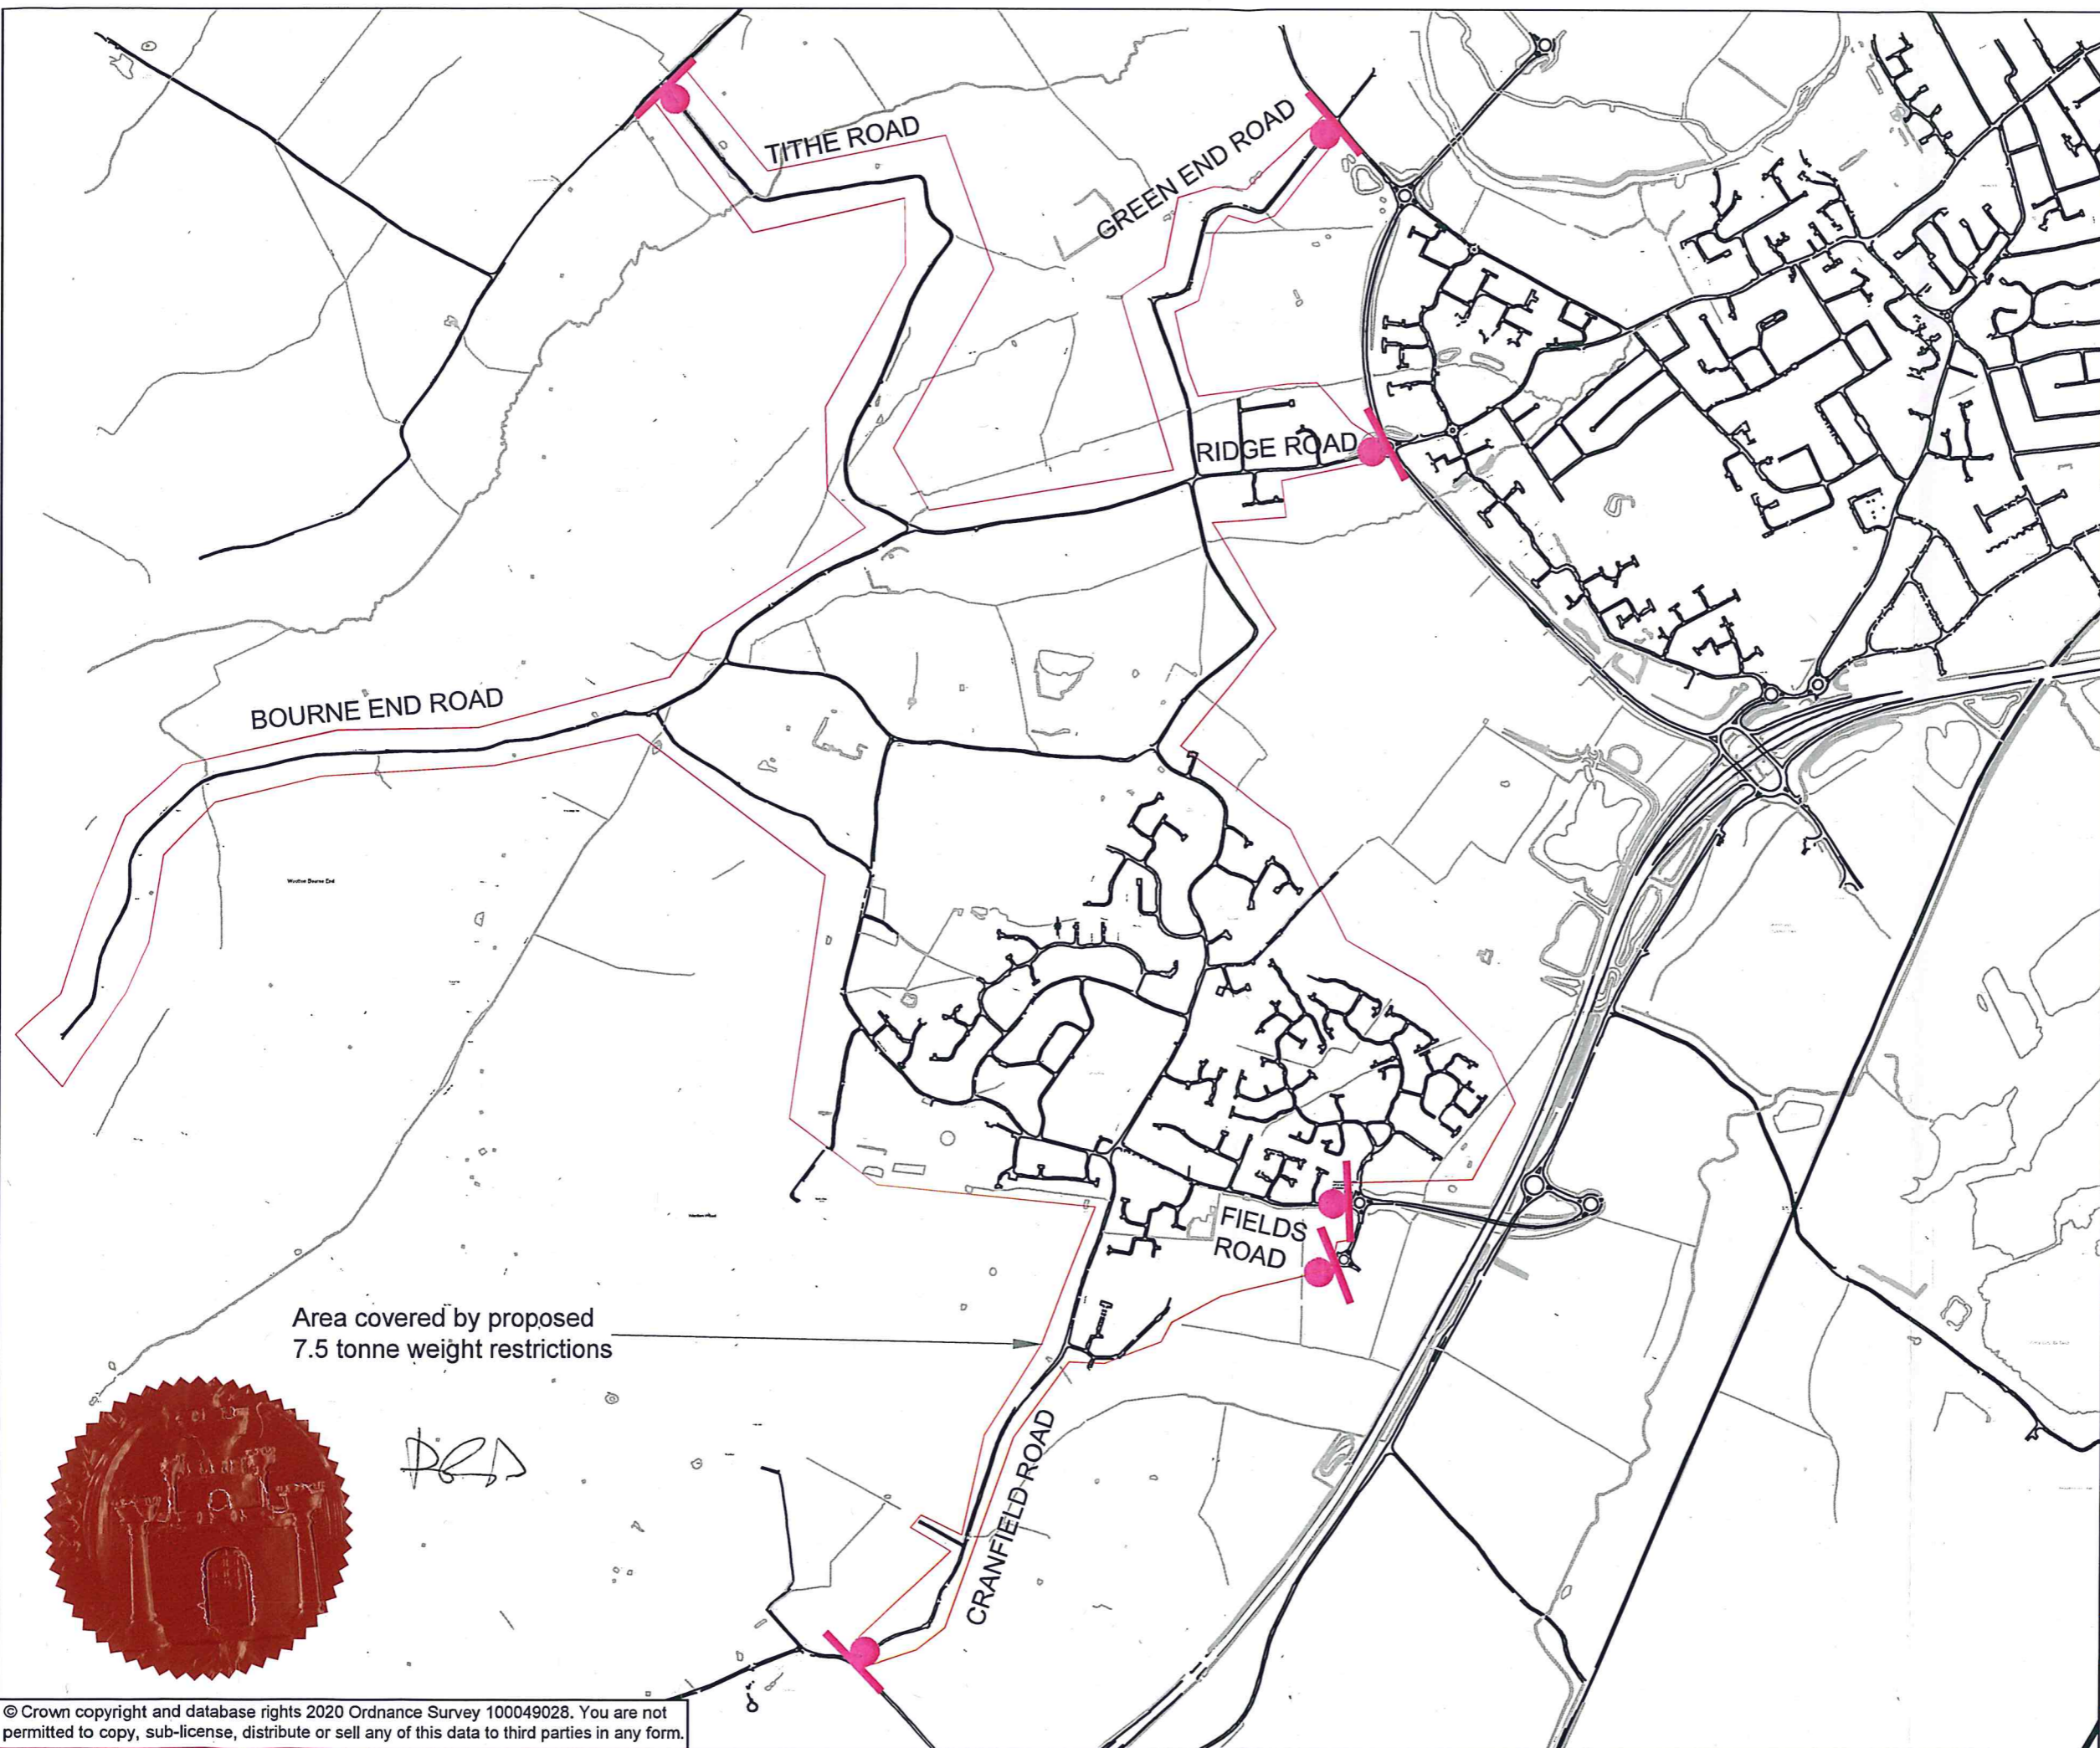 TITHE ROAD
GREEN END ROAD
RIDGE ROAD
BOURNE END ROAD
FIELDS
ROAD
Area covered by proposed
7.5 tonne weight restrictions
CRANFIELD ROAD
© Crown copyright and database rights 2020 Ordnance Survey 100049028. You are not
permitted to copy, sub-license, distribute or sell any of this data to third parties in any form.